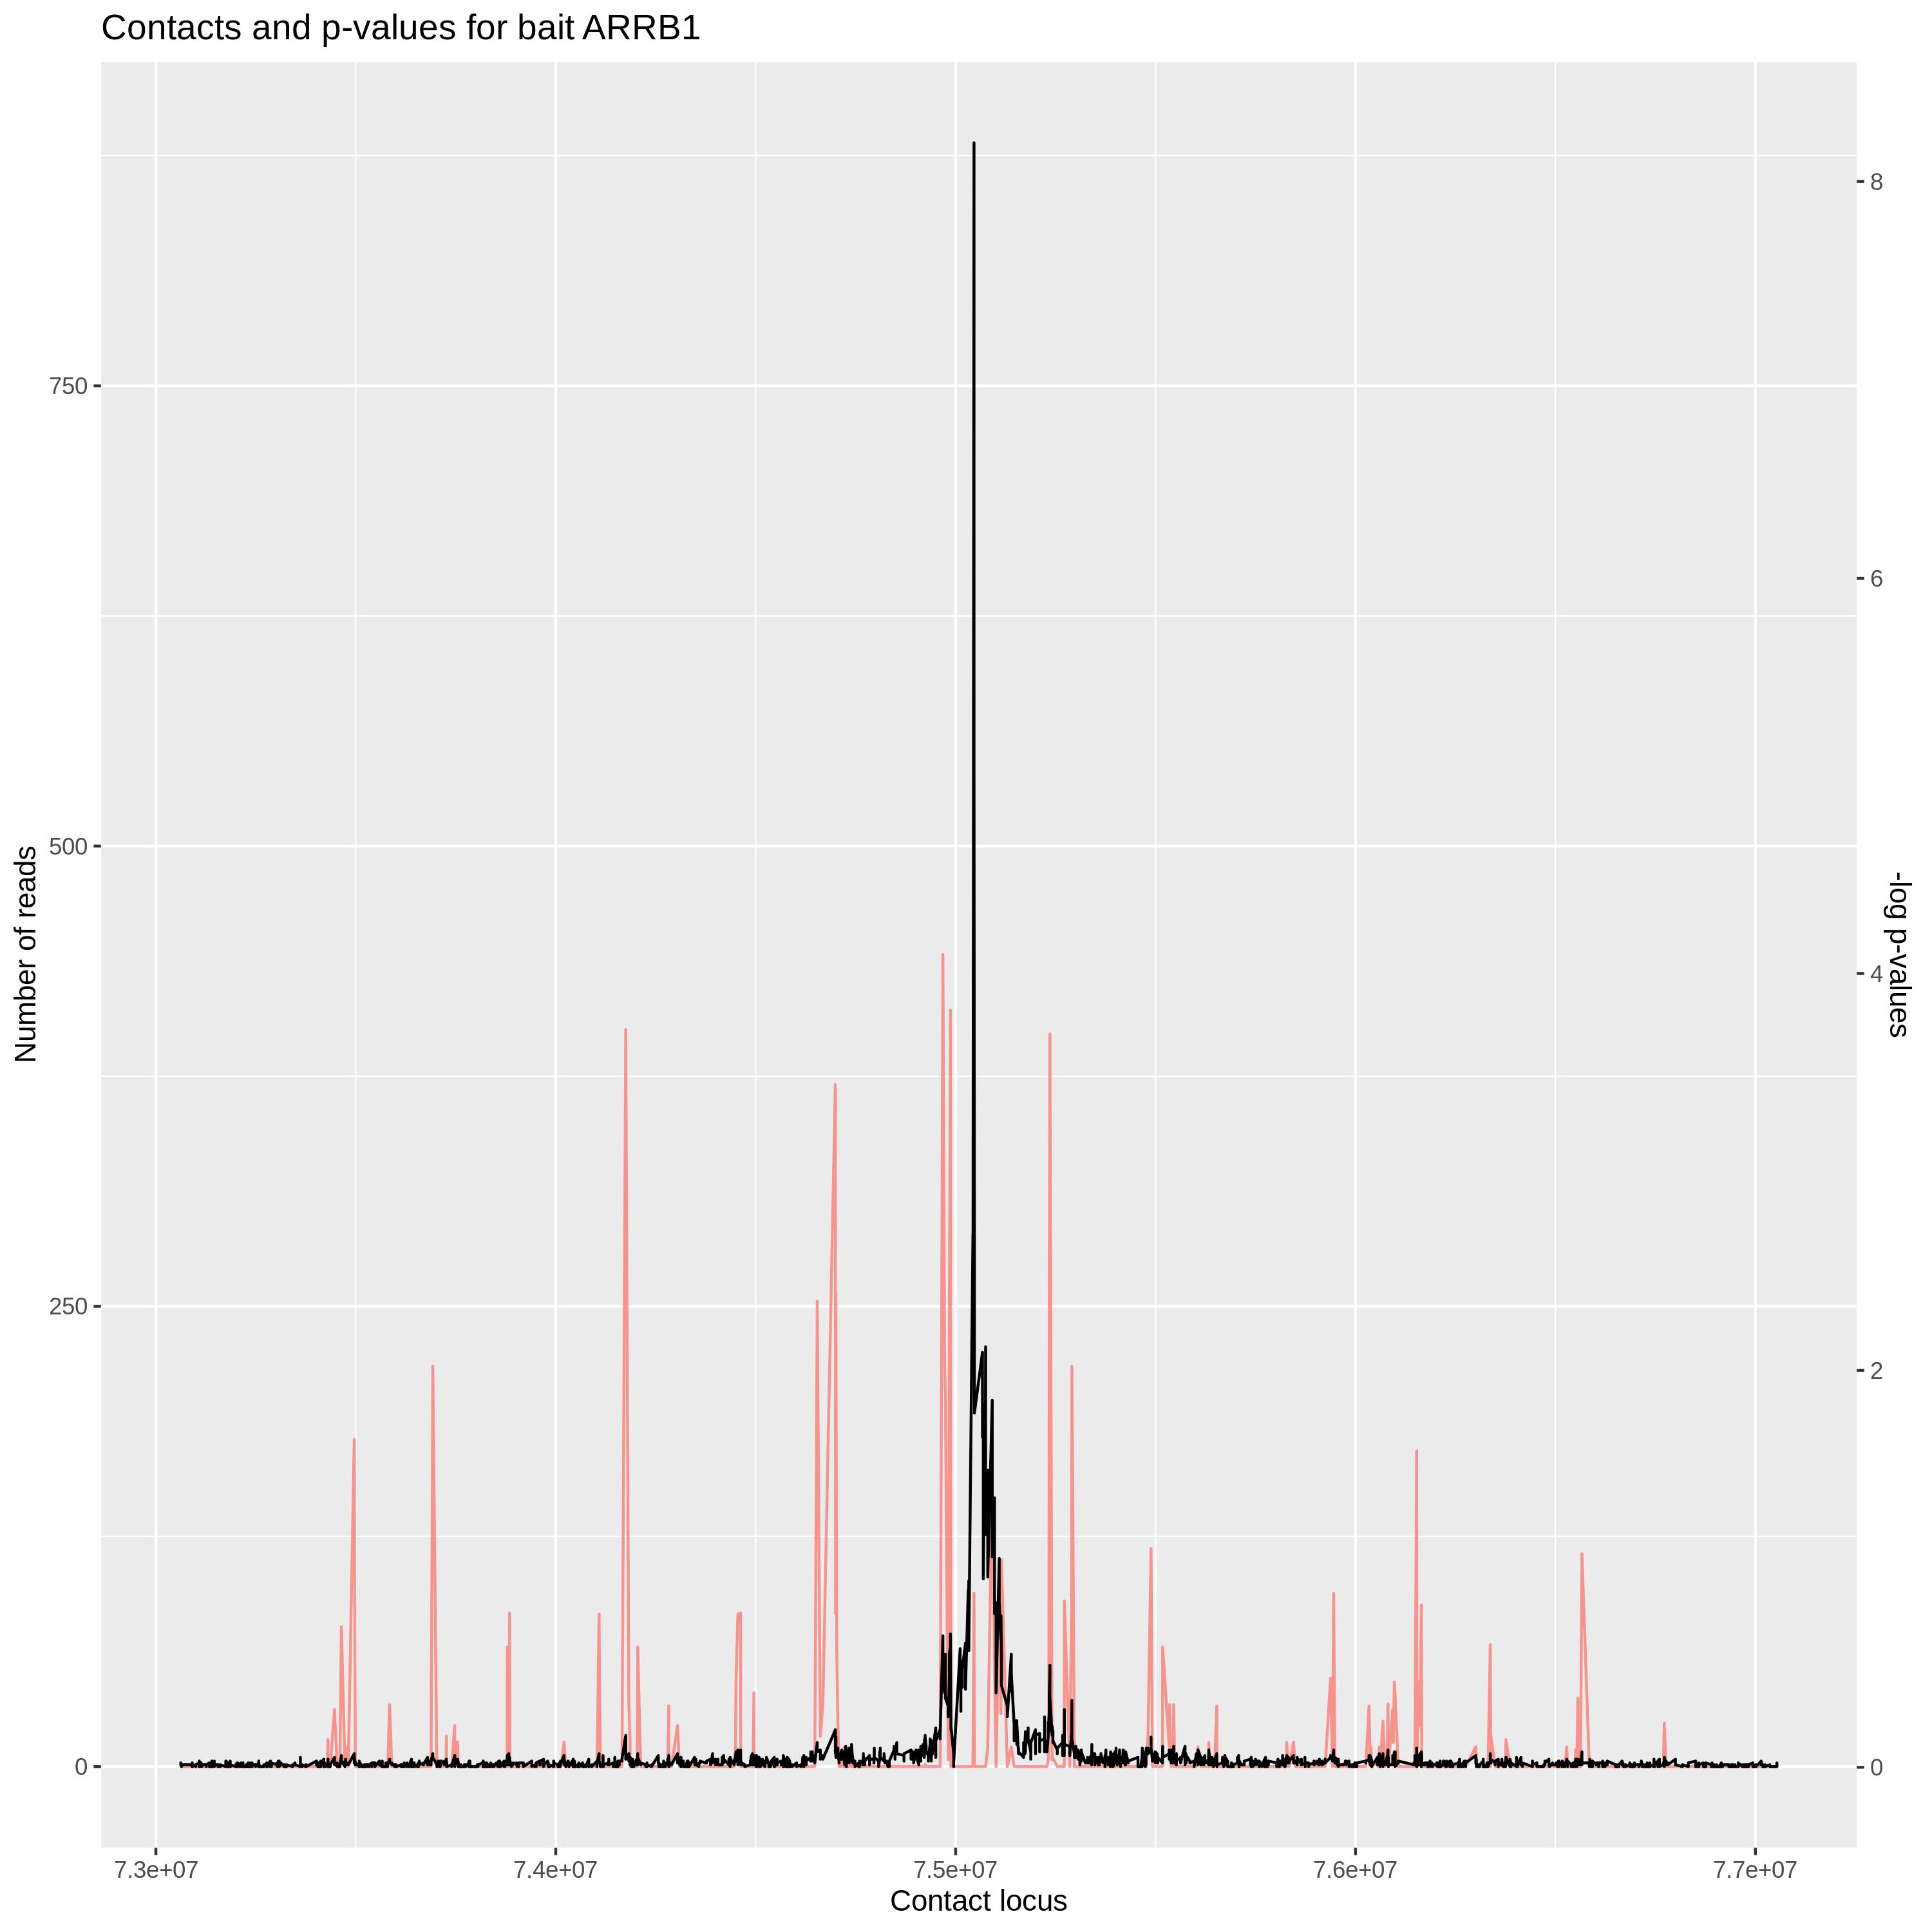 Contacts and p-values for bait ARRB1
Number of reads
750
500
250
0
8
6
4
2
0
-log p-values
7.3e+07
7.4e+07
7.5e+07
7.6e+07
7.7e+07
Contact locus